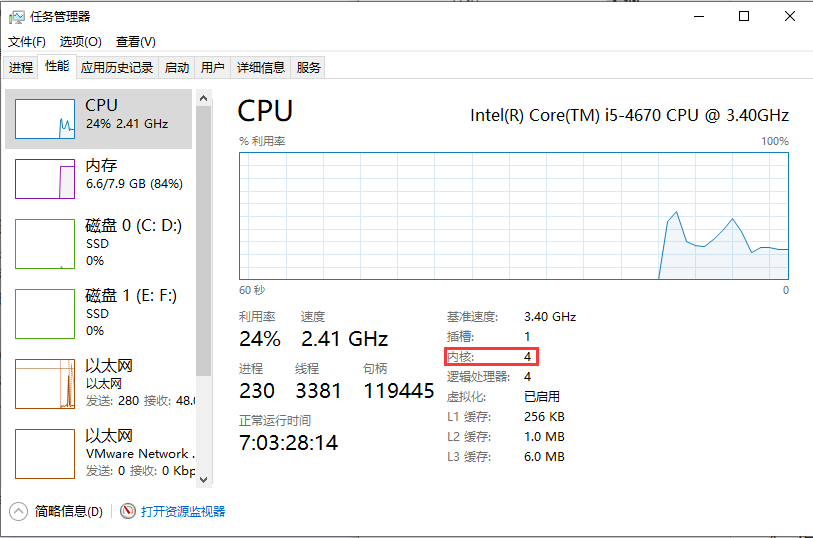 任务管理器
文件(F) 选项(O) 查看(V)
进程 性能 应用历史记录 启动 用户 详细信息 服务
CPU
24% 2.41 GHz
内存
6.6/7.9 GB (84%)
磁盘 0 (C: D:)
SSD
0%
磁盘 1 (E: F:)
SSD
0%
以太网
以太网
发送: 280 接收: 48.0
以太网
VMware Network .
发送: 0 接收: 0 Kbp
CPU
Intel(R) Core(TM) i5-4670 CPU @ 3.40GHz
% 利用率 100%
60 秒 0
利用率 速度
24% 2.41 GHz
进程 线程 句柄
230 3381 119445
正常运行时间
7:03:28:14
基准速度: 3.40 GHz
插槽: 1
内核: 4
逻辑处理器: 4
虚拟化: 已启用
L1 缓存: 256 KB
L2 缓存: 1.0 MB
L3 缓存: 6.0 MB
简略信息(D) 打开资源监视器